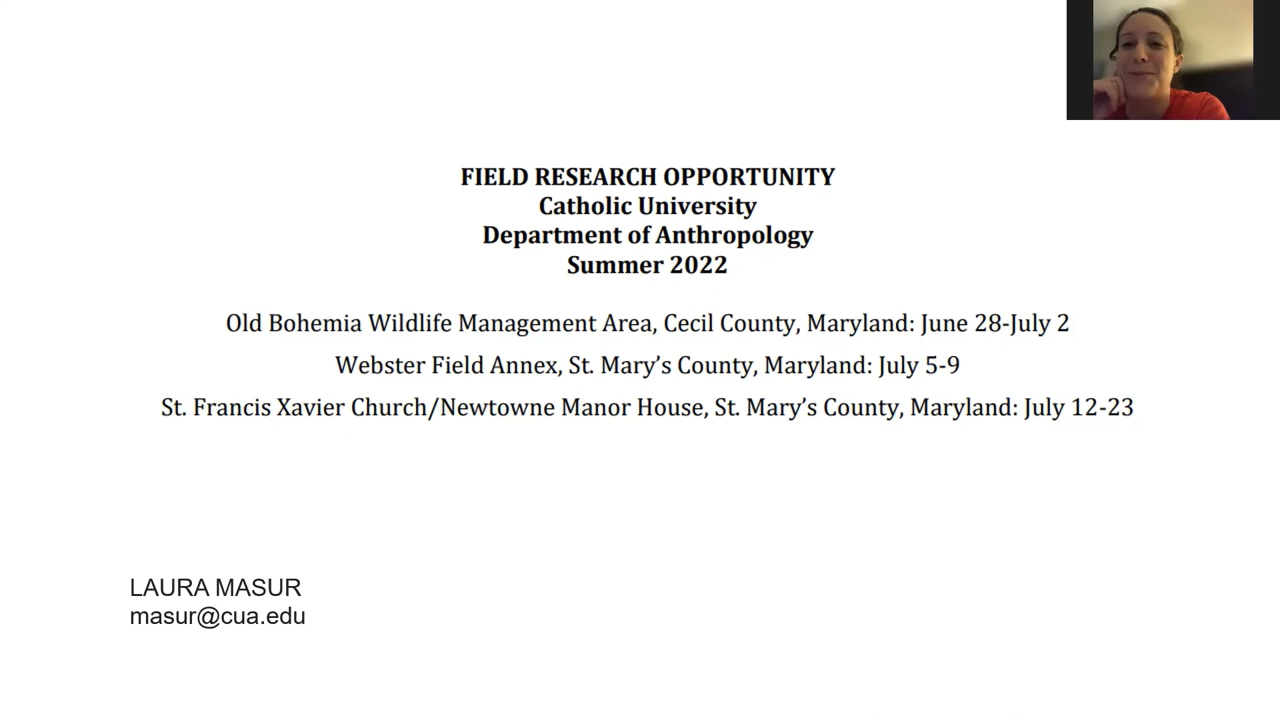 FIELD RESEARCH OPPORTUNITY
Catholic University
Department of Anthropology
Summer 2022
Old Bohemia Wildlife Management Area, Cecil County, Maryland: June 28-July 2
Webster Field Annex, St. Mary’s County, Maryland: July 5-9
St. Francis Xavier Church/Newtowne Manor House, St. Mary’s County, Maryland: July 12-23
LAURA MASUR
masur@cua.edu